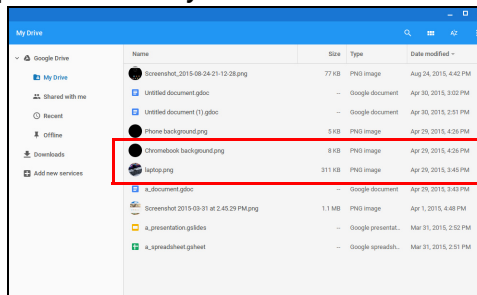 My Drive
Name Size Type Date modified
Google Drive
My Drive
Shared with me
Recent
Offline
Downloads
Add new services
Screenshot_2015-08-24-21-12-28.png 77 KB PNG image Aug 24, 2015, 4:42 PM
Untitled document.gdoc -- Google document Apr 30, 2015, 3:02 PM
Untitled document (1).gdoc -- Google document Apr 30, 2015, 2:51 PM
Phone background.png 5 KB PNG image Apr 29, 2015, 4:26 PM
Chromebook background.png 8 KB PNG image Apr 29, 2015, 4:26 PM
laptop.png 311 KB PNG image Apr 29, 2015, 3:45 PM
a_document.gdoc -- Google document Apr 29, 2015, 3:43 PM
Screenshot 2015-03-31 at 2.45.29 PM.png 1.1 MB PNG image Apr 1, 2015, 4:48 PM
a_presentation.gslides -- Google presentat... Mar 31, 2015, 2:52 PM
a_spreadsheet.gsheet -- Google spreadsh... Mar 31, 2015, 2:51 PM